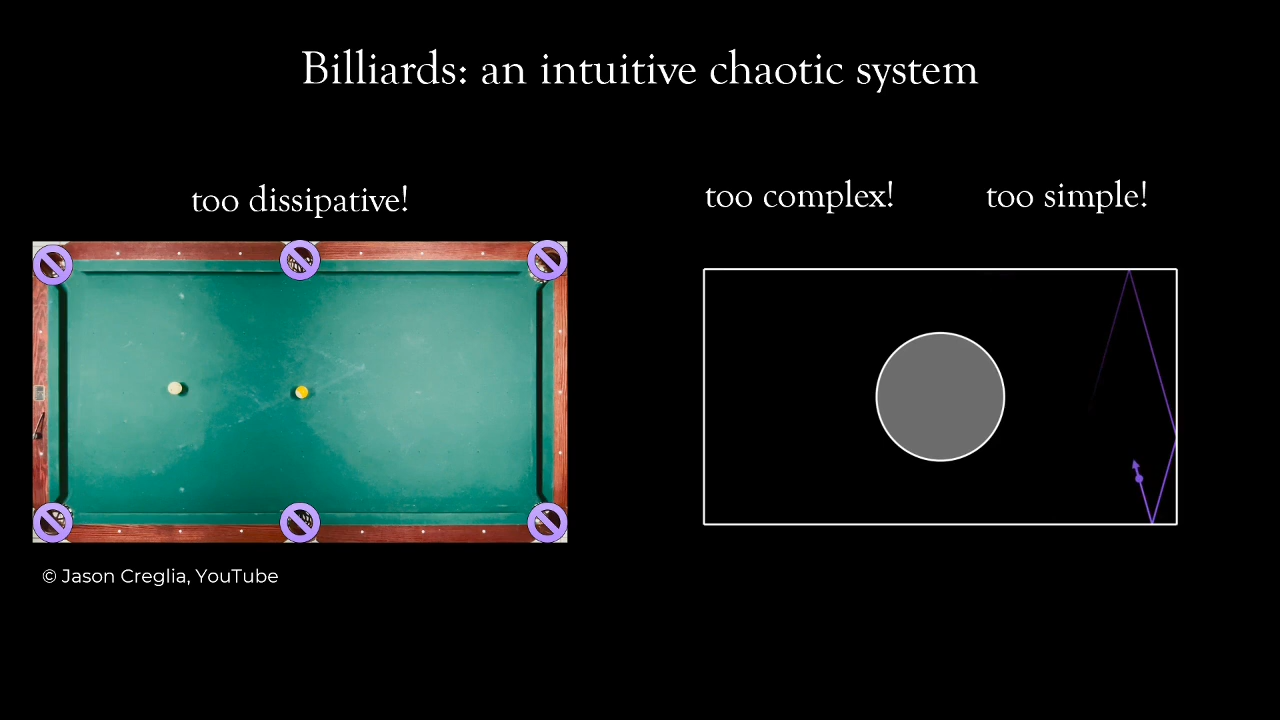 Billiards: an intuitive chaotic system
too dissipative!
too complex!
too simple!
© Jason Creglia, YouTube